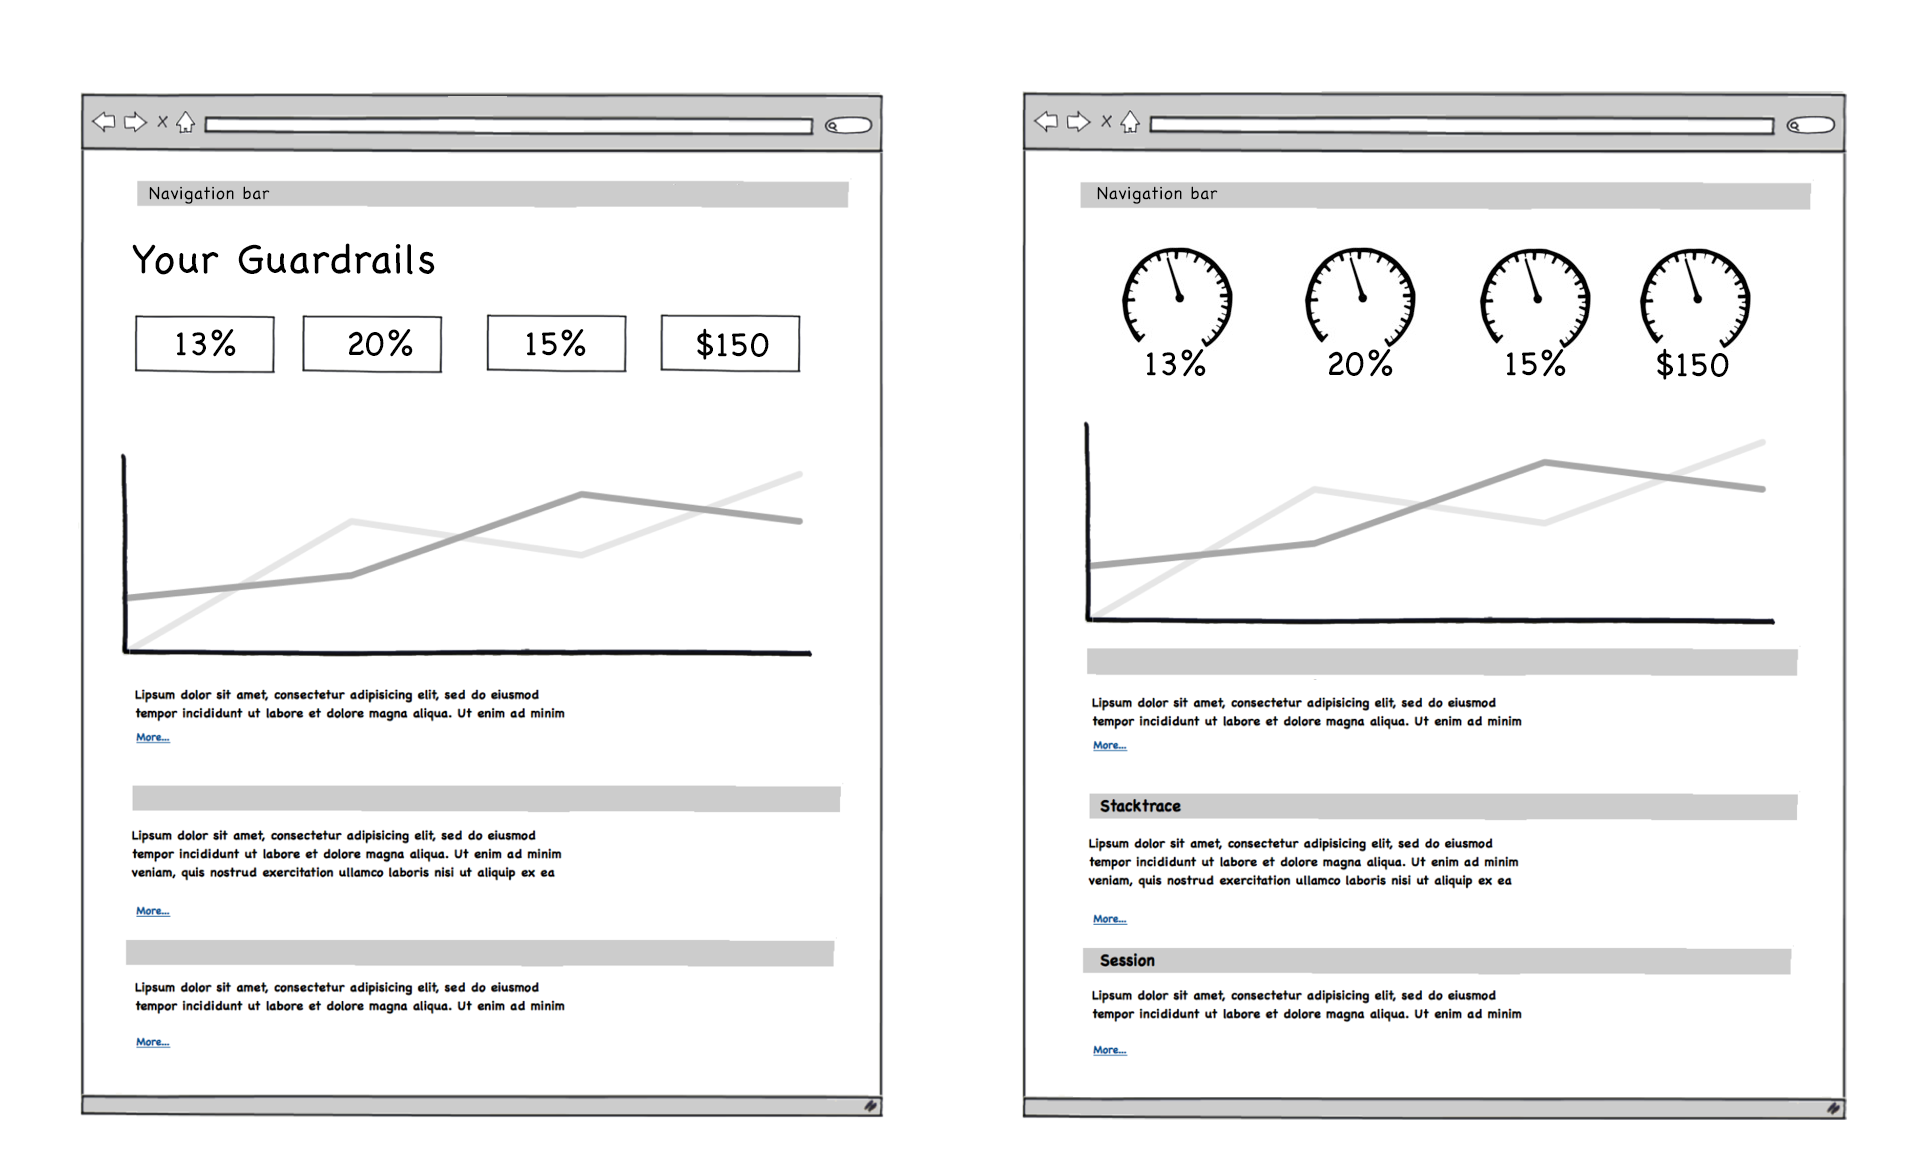 Navigation bar
Your Guardrails
13%
20%
15%
$150
Lipsum dolor sit amet, consectetur adipisicing elit, sed do eiusmod
tempor incididunt ut labore et dolore magna aliqua. Ut enim ad minim
More...
Lipsum dolor sit amet, consectetur adipisicing elit, sed do eiusmod
tempor incididunt ut labore et dolore magna aliqua. Ut enim ad minim
veniam, quis nostrud exercitation ullamco laboris nisi ut aliquip ex ea
More...
Lipsum dolor sit amet, consectetur adipisicing elit, sed do eiusmod
tempor incididunt ut labore et dolore magna aliqua. Ut enim ad minim
More...
Navigation bar
13%
20%
15%
$150
Lipsum dolor sit amet, consectetur adipisicing elit, sed do eiusmod
tempor incididunt ut labore et dolore magna aliqua. Ut enim ad minim
More...
Stacktrace
Lipsum dolor sit amet, consectetur adipisicing elit, sed do eiusmod
tempor incididunt ut labore et dolore magna aliqua. Ut enim ad minim
veniam, quis nostrud exercitation ullamco laboris nisi ut aliquip ex ea
More...
Session
Lipsum dolor sit amet, consectetur adipisicing elit, sed do eiusmod
tempor incididunt ut labore et dolore magna aliqua. Ut enim ad minim
More...